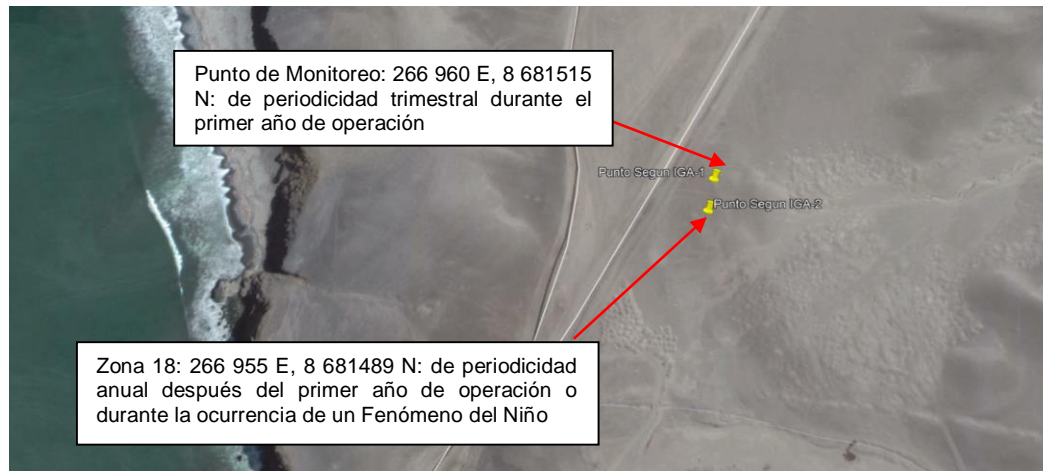 Punto de Monitoreo: 266 960 E, 8 681515
N: de periodicidad trimestral durante el
primer año de operación
Punto Segun IGA-1
Punto Segun IGA-2
Zona 18: 266 955 E, 8 681489 N: de periodicidad
anual después del primer año de operación o
durante la ocurrencia de un Fenómeno del Niño